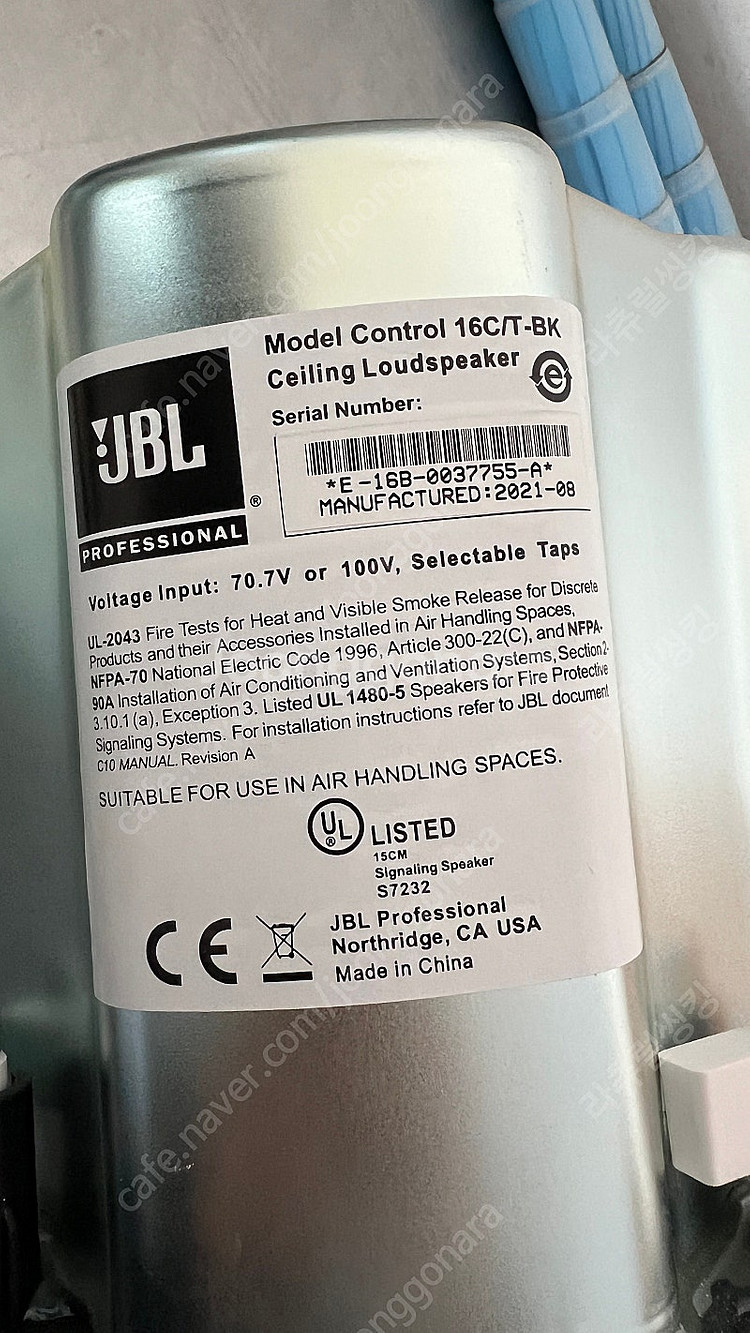 Model Control 16C/T-BK
Ceiling Loudspeaker
e
Serial Number:
JBL
®
PROFESSIONAL
*E-16B-0037755-A*
MANUFACTURED:2021-08
Voltage Input: 70.7V or 100V, Selectable Taps
UL-2043 Fire Tests for Heat and Visible Smoke Release for Discrete
Products and their Accessories Installed in Air Handling Spaces,
NFPA-70 National Electric Code 1996, Article 300-22(C), and NFPA-
90A Installation of Air Conditioning and Ventilation Systems, Section 2-
3.10.1 (a), Exception 3. Listed UL 1480-5 Speakers for Fire Protective
Signaling Systems. For installation instructions refer to JBL document
C10 MANUAL. Revision A
SUITABLE FOR USE IN AIR HANDLING SPACES.
UL® LISTED
15CM
Signaling Speaker
S7232
CE
JBL Professional
Northridge, CA USA
Made in China
cafe.naver.com/joonggonara
라츄릴씽킹